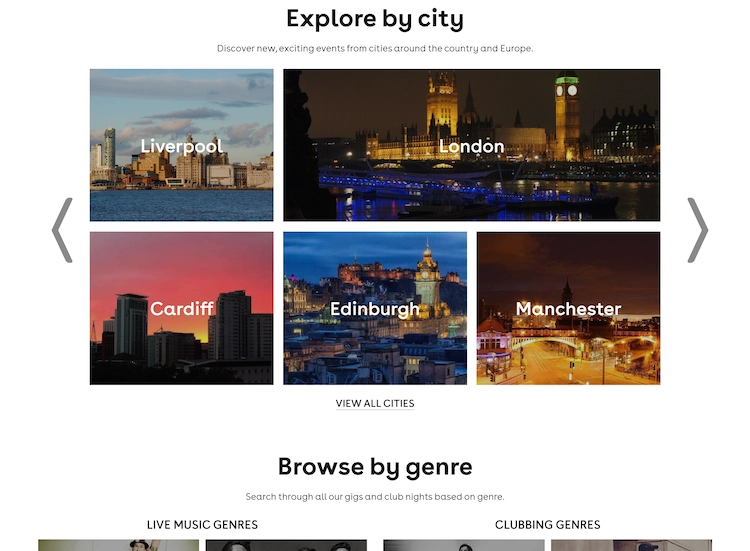 Explore by city
Discover new, exciting events from cities around the country and Europe.
Liverpool
London
Cardiff
Edinburgh
Manchester
VIEW ALL CITIES
Browse by genre
Search through all our gigs and club nights based on genre.
LIVE MUSIC GENRES
CLUBBING GENRES